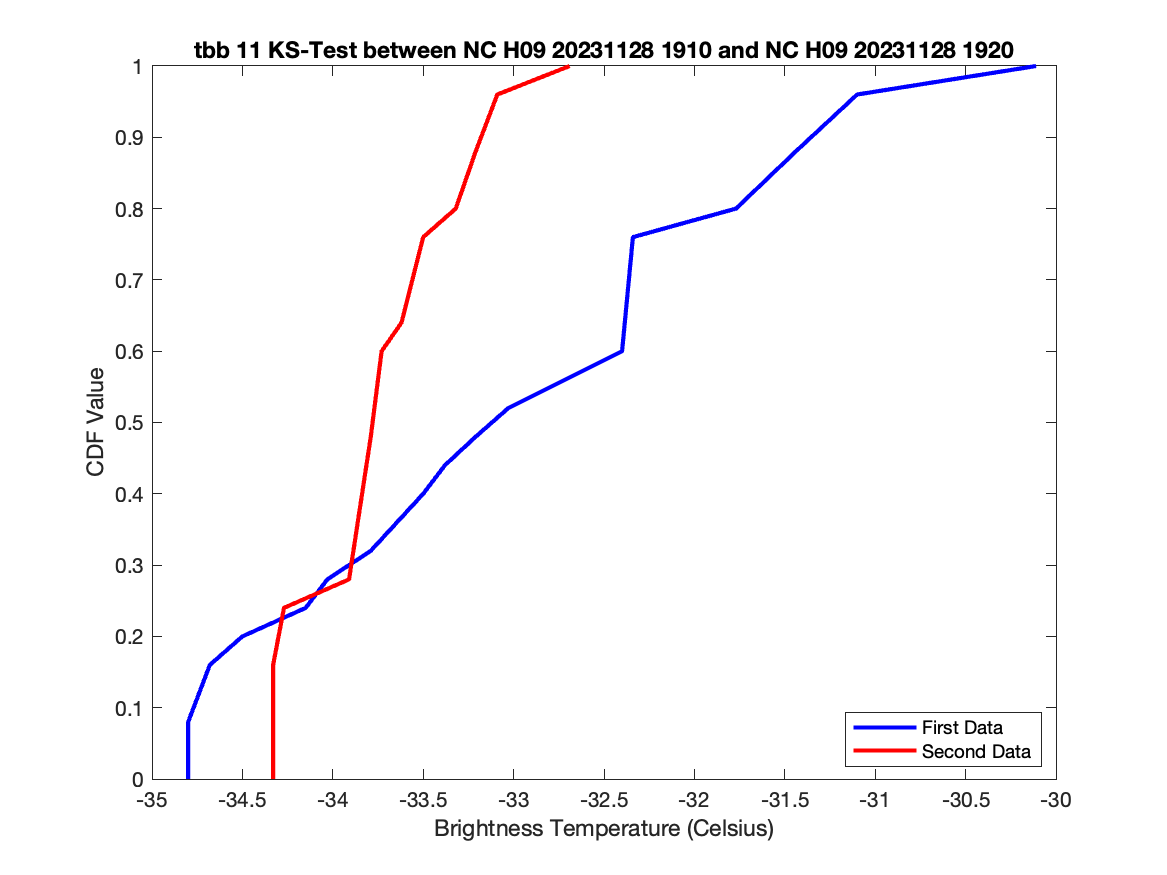 tbb 11 KS-Test between NC H09 20231128 1910 and NC H09 20231128 1920
1
0.9
0.8
0.7
0.6
0.5
0.4
0.3
0.2
0.1
0
CDF Value
First Data
Second Data
-35 -34.5 -34 -33.5 -33 -32.5 -32 -31.5 -31 -30.5 -30
Brightness Temperature (Celsius)